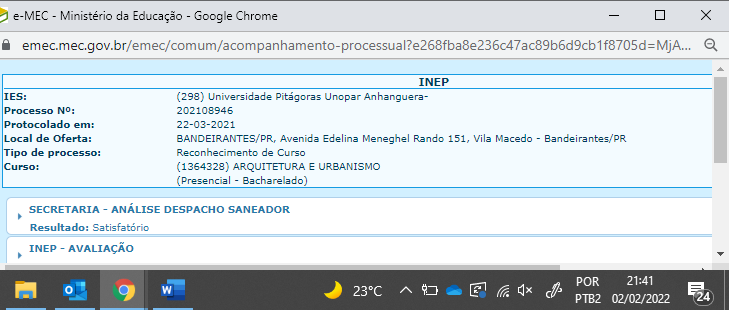 e-MEC - Ministério da Educação - Google Chrome
emec.mec.gov.br/emec/comum/acompanhamento-processual?e268fba8e236c47ac89b6d9cb1f8705d=MjA...
INEP
IES: (298) Universidade Pitágoras Unopar Anhanguera-
Processo Nº: 202108946
Protocolado em: 22-03-2021
Local de Oferta: BANDEIRANTES/PR, Avenida Edelina Meneghel Rando 151, Vila Macedo - Bandeirantes/PR
Tipo de processo: Reconhecimento de Curso
Curso: (1364328) ARQUITETURA E URBANISMO
(Presencial - Bacharelado)
SECRETARIA - ANÁLISE DESPACHO SANEADOR
Resultado: Satisfatório
INEP - AVALIAÇÃO
23°C
POR
PTB2
21:41
02/02/2022
24